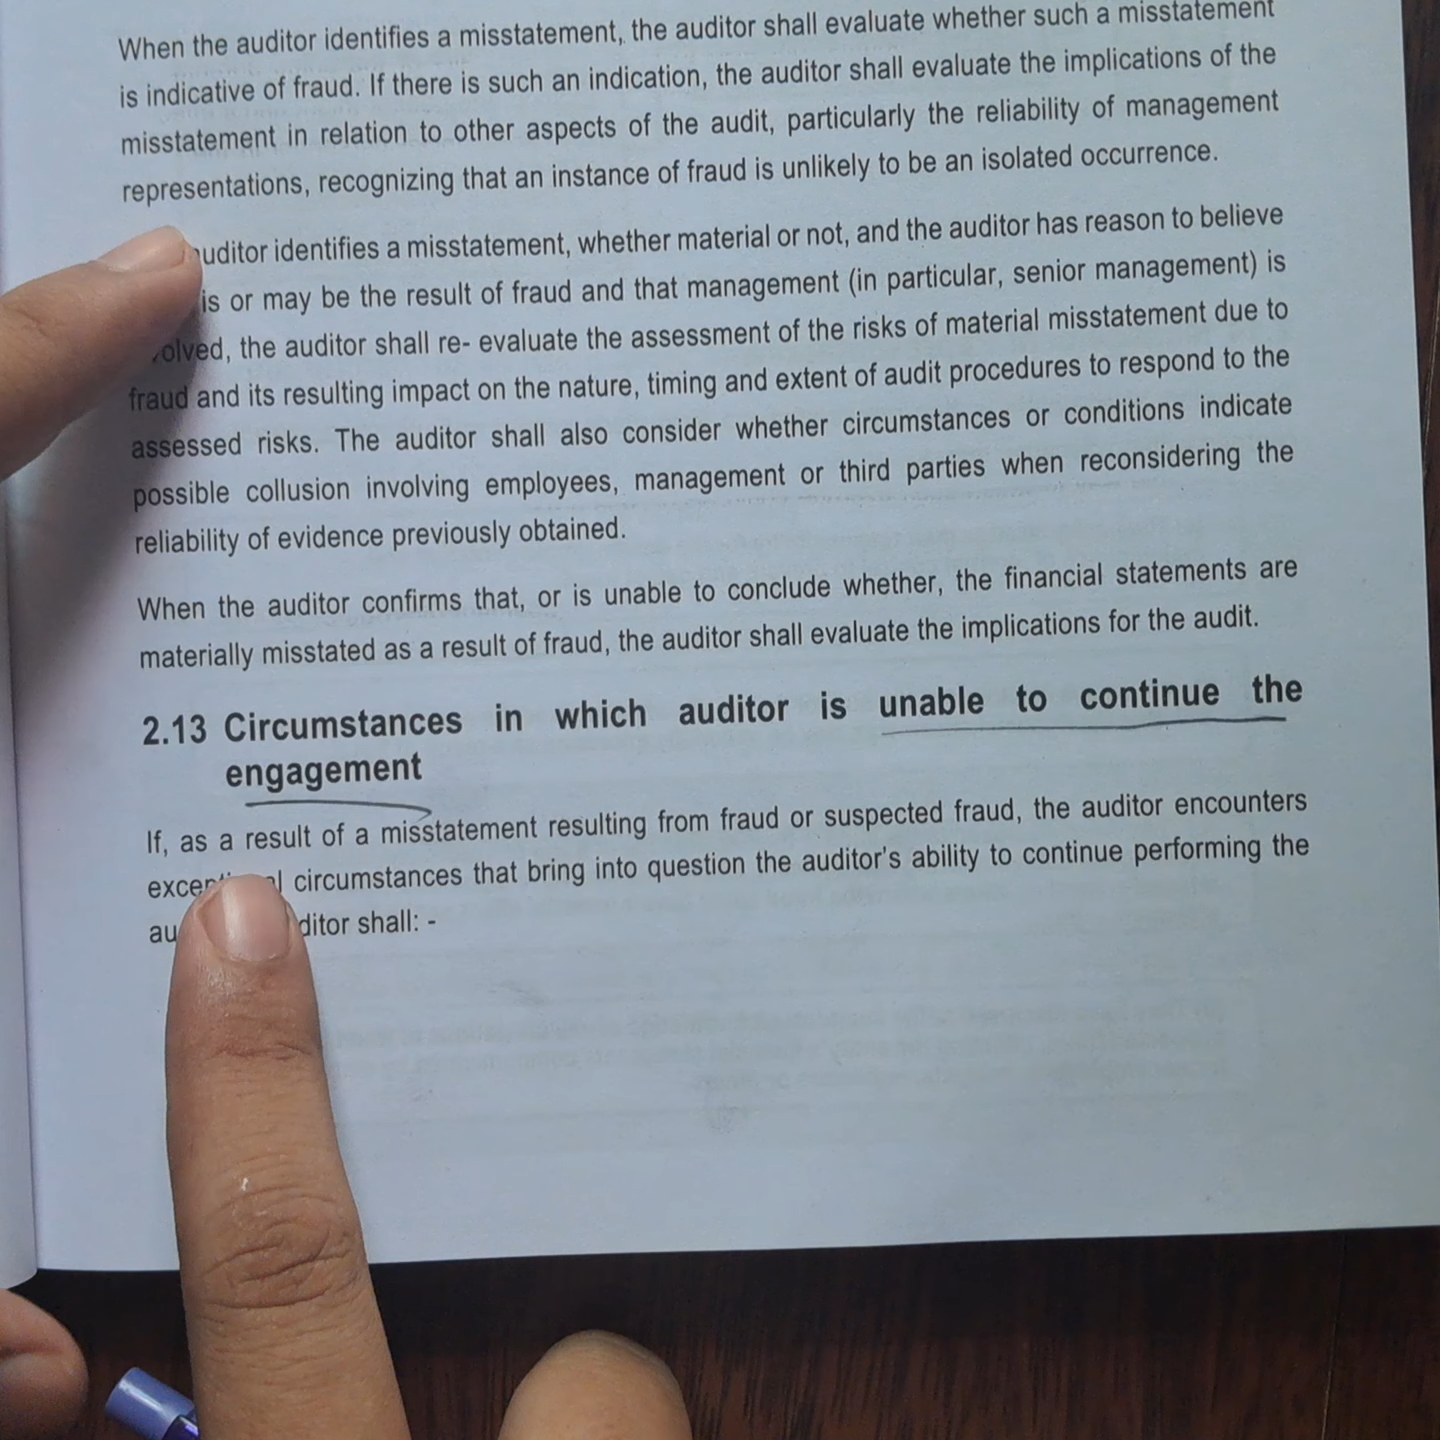 When the auditor identifies a misstatement, the auditor shall evaluate whether such a misstatement
is indicative of fraud. If there is such an indication, the auditor shall evaluate the implications of the
misstatement in relation to other aspects of the audit, particularly the reliability of management
representations, recognizing that an instance of fraud is unlikely to be an isolated occurrence.
auditor identifies a misstatement, whether material or not, and the auditor has reason to believe
is or may be the result of fraud and that management (in particular, senior management) is
the auditor shall re- evaluate the assessment of the risks of material misstatement due to
fraud and its resulting impact on the nature, timing and extent of audit procedures to respond to the
assessed risks. The auditor shall also consider whether circumstances or conditions indicate
possible collusion involving employees, management or third parties when reconsidering the
reliability of evidence previously obtained.
When the auditor confirms that, or is unable to conclude whether, the financial statements are
materially misstated as a result of fraud, the auditor shall evaluate the implications for the audit.
2.13 Circumstances in which auditor is unable to continue the
engagement
If, as a result of a misstatement resulting from fraud or suspected fraud, the auditor encounters
circumstances that bring into question the auditor's ability to continue performing the
shall: -